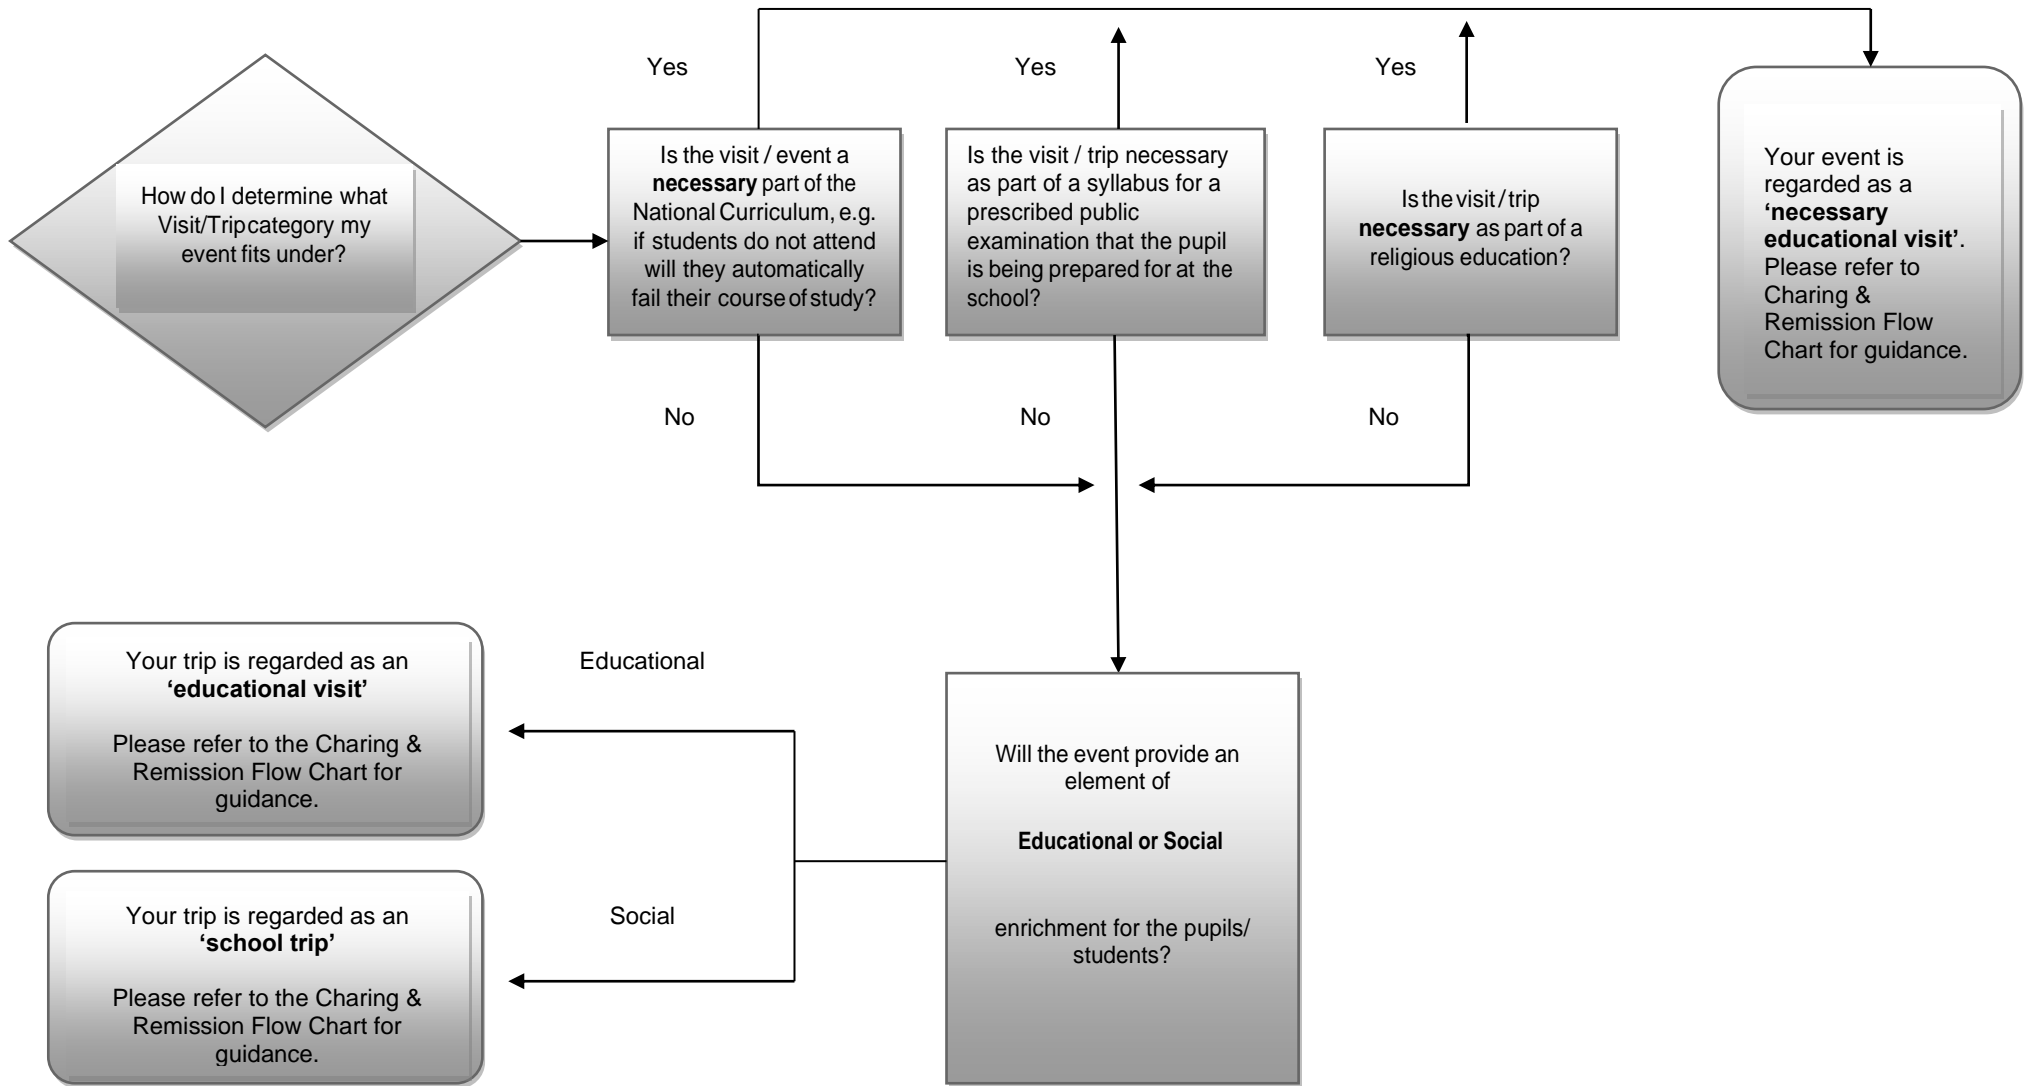 How do I determine what
Visit/Trip category my
event fits under?
Yes
Is the visit / event a
necessary part of the
National Curriculum, e.g.
if students do not attend
will they automatically
fail their course of study?
No
Yes
Is the visit / trip necessary
as part of a syllabus for a
prescribed public
examination that the pupil
is being prepared for at the
school?
No
Yes
Is the visit / trip
necessary as part of a
religious education?
No
Your event is
regarded as a
‘necessary
educational visit’.
Please refer to
Charing &
Remission Flow
Chart for guidance.
Will the event provide an
element of
Educational or Social
enrichment for the pupils/
students?
Educational
Your trip is regarded as an
‘educational visit’
Please refer to the Charing &
Remission Flow Chart for
guidance.
Social
Your trip is regarded as an
‘school trip’
Please refer to the Charing &
Remission Flow Chart for
guidance.